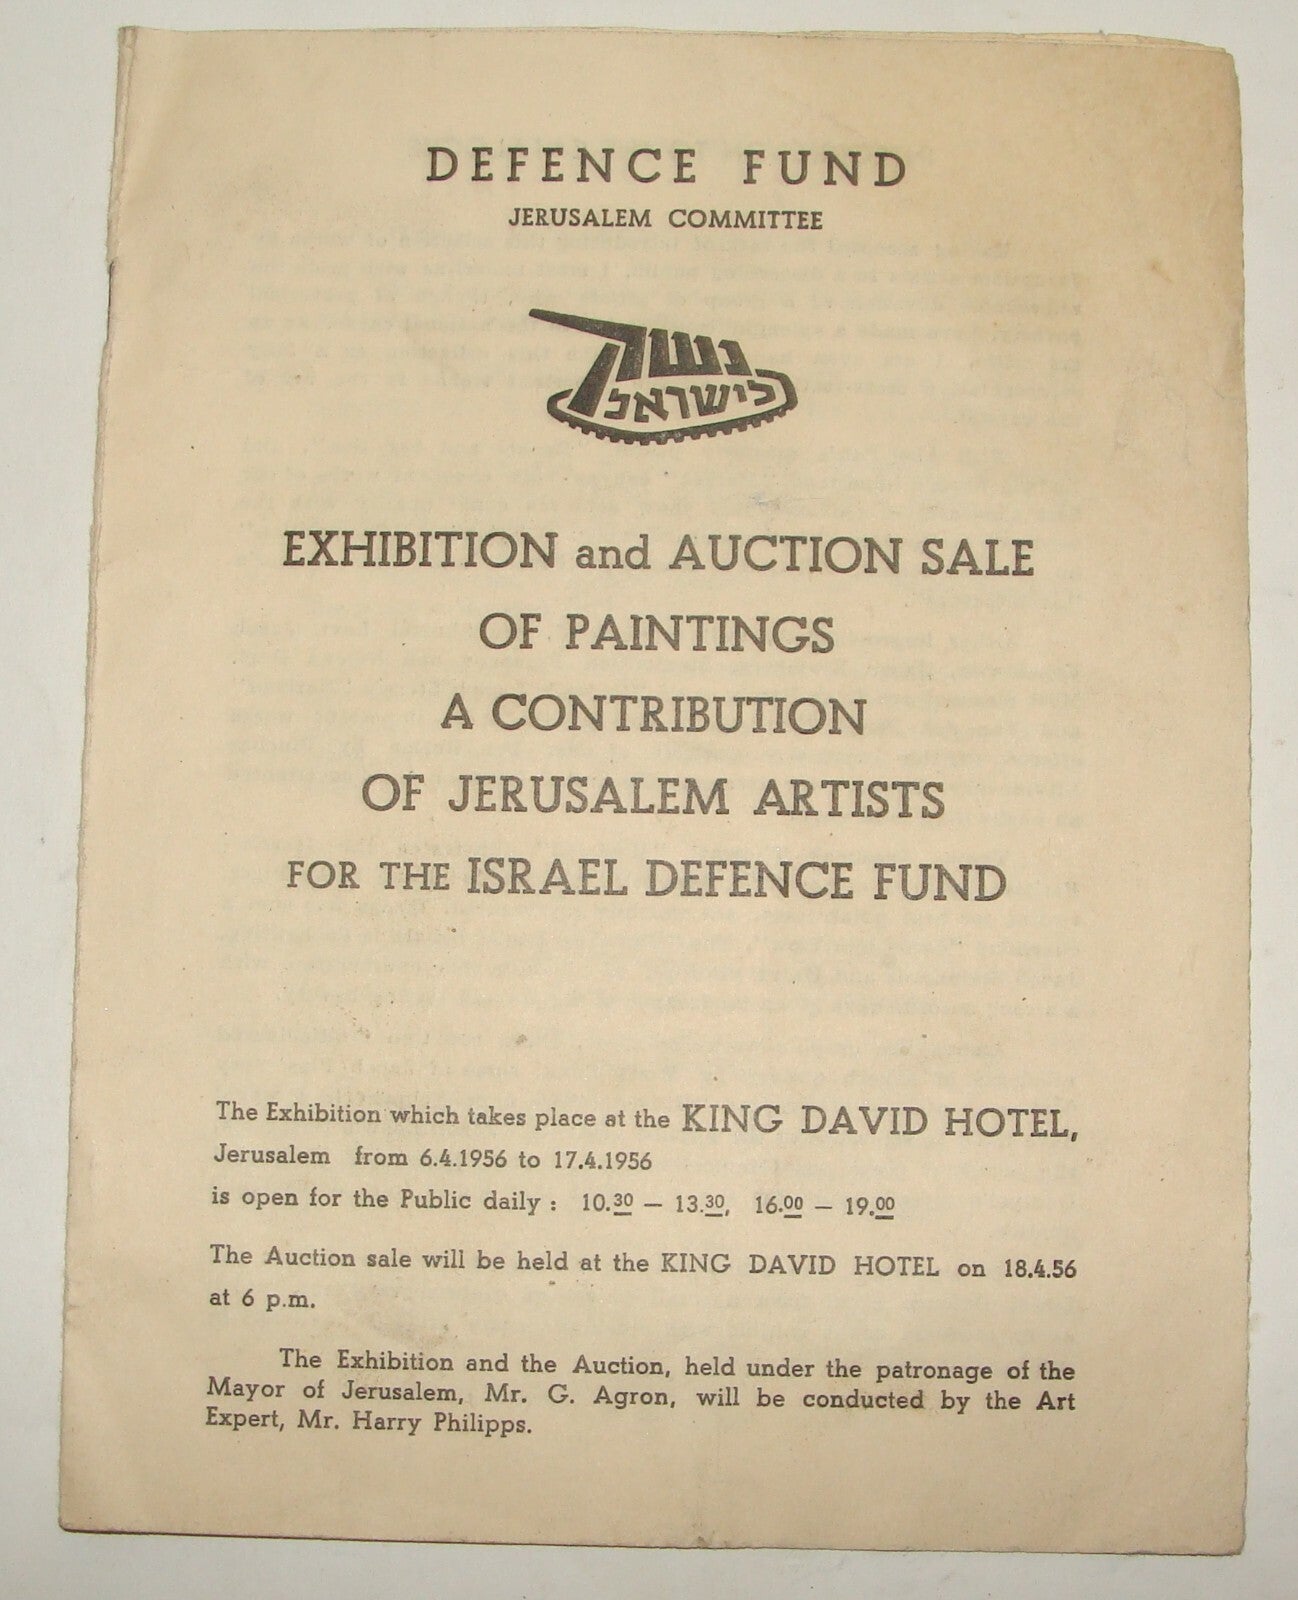 DEFENCE FUND
JERUSALEM COMMITTEE
נשק
לישראל
EXHIBITION and AUCTION SALE
OF PAINTINGS
A CONTRIBUTION
OF JERUSALEM ARTISTS
FOR THE ISRAEL DEFENCE FUND
The Exhibition which takes place at the KING DAVID HOTEL,
Jerusalem from 6.4.1956 to 17.4.1956
is open for the Public daily : 10.30 — 13.30, 16.00 — 19.00
The Auction sale will be held at the KING DAVID HOTEL on 18.4.56
at 6 p.m.
The Exhibition and the Auction, held under the patronage of the
Mayor of Jerusalem, Mr. G. Agron, will be conducted by the Art
Expert, Mr. Harry Philipps.